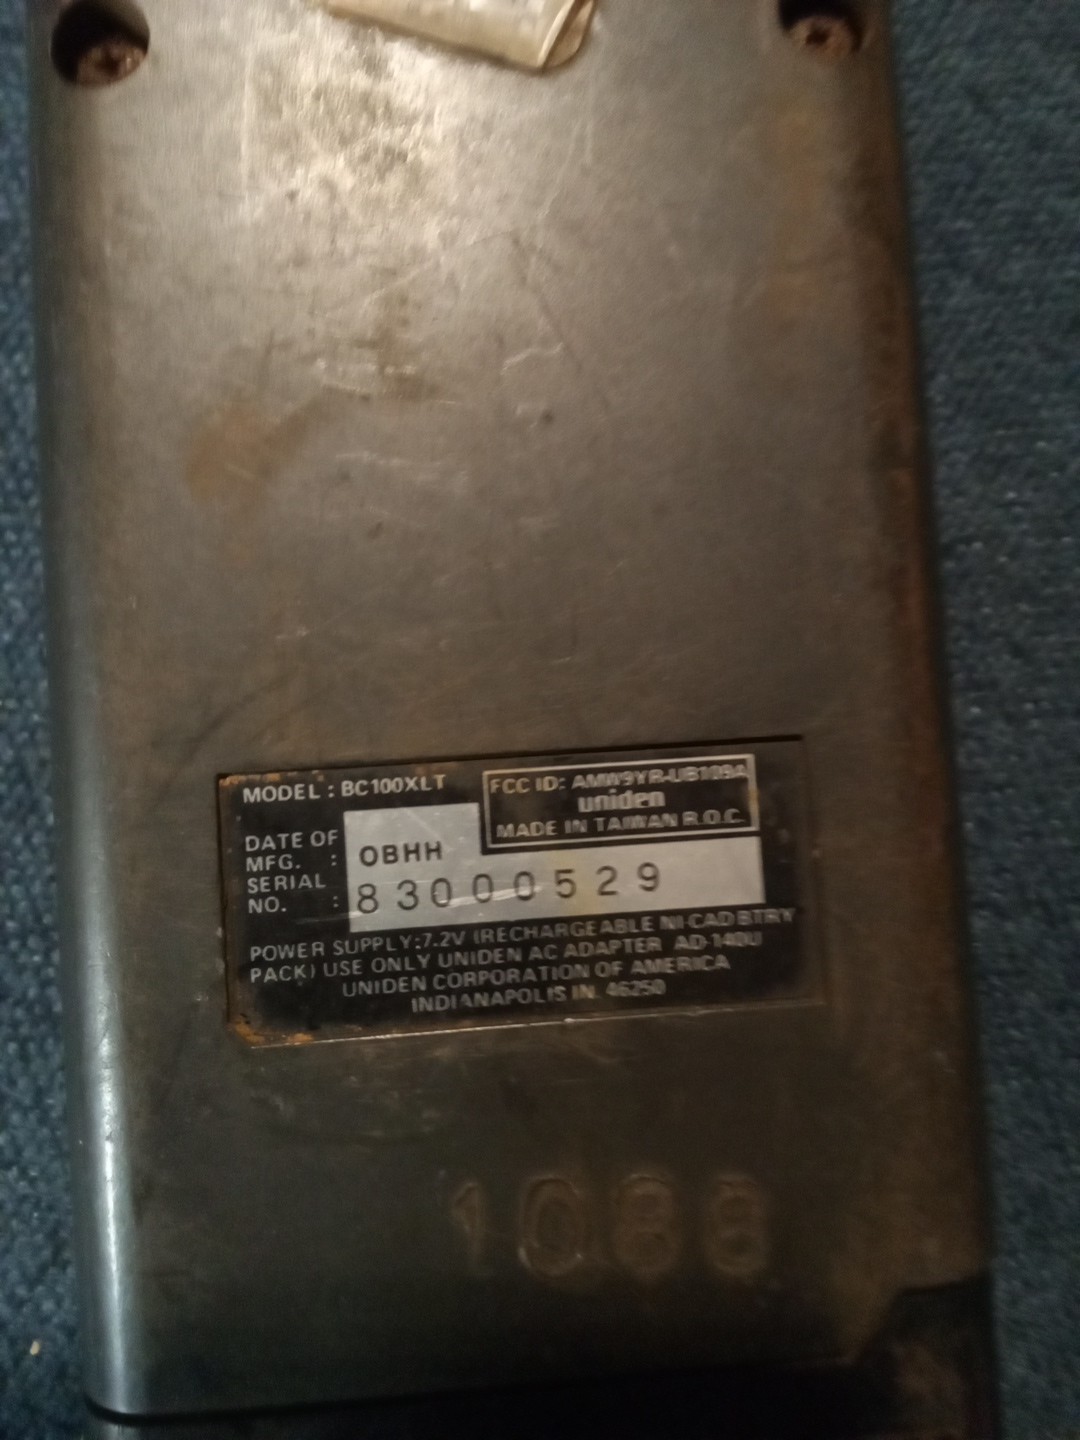 MODEL : BC100XLT
FCC ID: AMW9YR-UB109A
uniden
MADE IN TAIWAN R.O.C.
DATE OF
MFG. : OBHH
SERIAL
NO. : 83000529
POWER SUPPLY:7.2V (RECHARGEABLE NI CAD BTRY
PACK) USE ONLY UNIDEN AC ADAPTER AD-140U
UNIDEN CORPORATION OF AMERICA
INDIANAPOLIS IN. 46250
1088